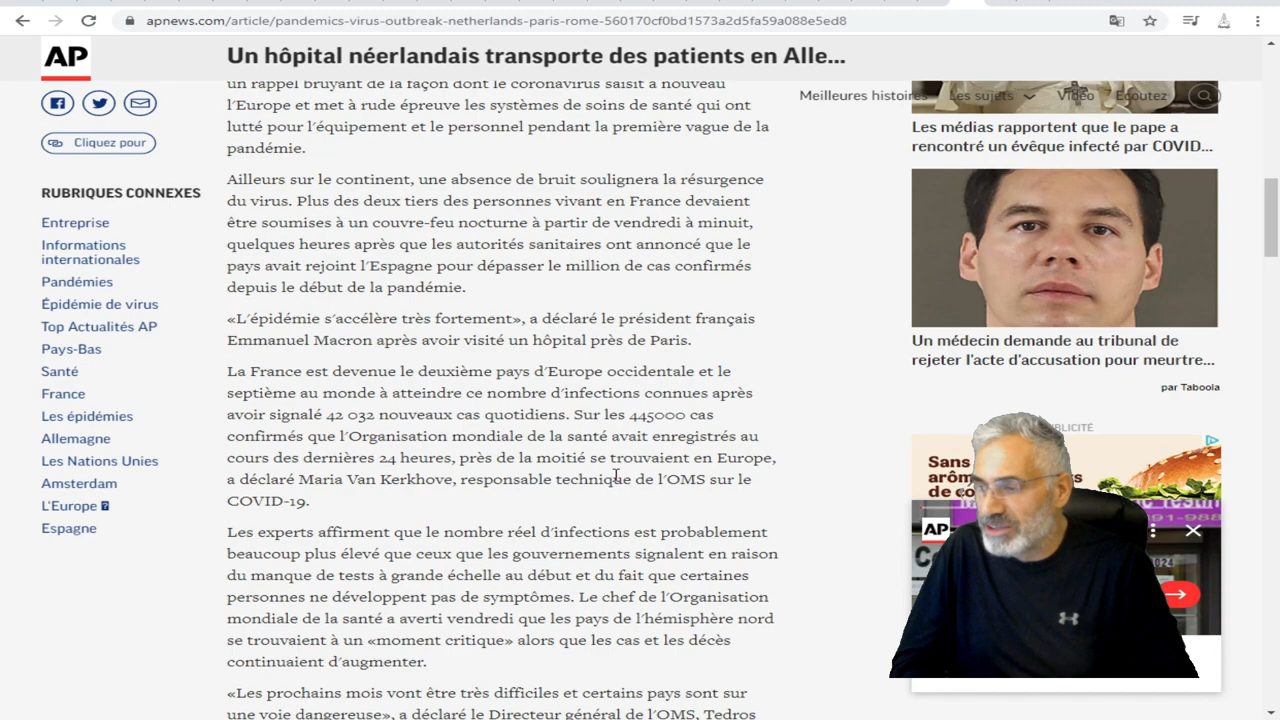 apnews.com/article/pandemics-virus-outbreak-netherlands-paris-rome-560170cf0bd1573a2d5fa59a088e5ed8
AP
Un hôpital néerlandais transporte des patients en Alle...
Meilleures histoires
Les sujets
Vidéo
Écoutez
Cliquez pour
RUBRIQUES CONNEXES
Entreprise
Informations
internationales
Pandémies
Épidémie de virus
Top Actualités AP
Pays-Bas
Santé
France
Les épidémies
Allemagne
Les Nations Unies
Amsterdam
L'Europe
Espagne
un rappel bruyant de la façon dont le coronavirus saisit à nouveau
l'Europe et met à rude épreuve les systèmes de soins de santé qui ont
lutté pour l'équipement et le personnel pendant la première vague de la
pandémie.
Ailleurs sur le continent, une absence de bruit soulignera la résurgence
du virus. Plus des deux tiers des personnes vivant en France devaient
être soumises à un couvre-feu nocturne à partir de vendredi à minuit,
quelques heures après que les autorités sanitaires ont annoncé que le
pays avait rejoint l'Espagne pour dépasser le million de cas confirmés
depuis le début de la pandémie.
«L'épidémie s'accélère très fortement», a déclaré le président français
Emmanuel Macron après avoir visité un hôpital près de Paris.
La France est devenue le deuxième pays d'Europe occidentale et le
septième au monde à atteindre ce nombre d'infections connues après
avoir signalé 42 032 nouveaux cas quotidiens. Sur les 445000 cas
confirmés que l'Organisation mondiale de la santé avait enregistrés au
cours des dernières 24 heures, près de la moitié se trouvaient en Europe,
a déclaré Maria Van Kerkhove, responsable technique de l'OMS sur le
COVID-19.
Les experts affirment que le nombre réel d'infections est probablement
beaucoup plus élevé que ceux que les gouvernements signalent en raison
du manque de tests à grande échelle au début et du fait que certaines
personnes ne développent pas de symptômes. Le chef de l'Organisation
mondiale de la santé a averti vendredi que les pays de l'hémisphère nord
se trouvaient à un «moment critique» alors que les cas et les décès
continuaient d'augmenter.
«Les prochains mois vont être très difficiles et certains pays sont sur
une voie dangereuse», a déclaré le Directeur général de l'OMS, Tedros
Les médias rapportent que le pape a
rencontré un évêque infecté par COVID...
Un médecin demande au tribunal de
rejeter l'acte d'accusation pour meurtre...
par Taboola
Sans
AP